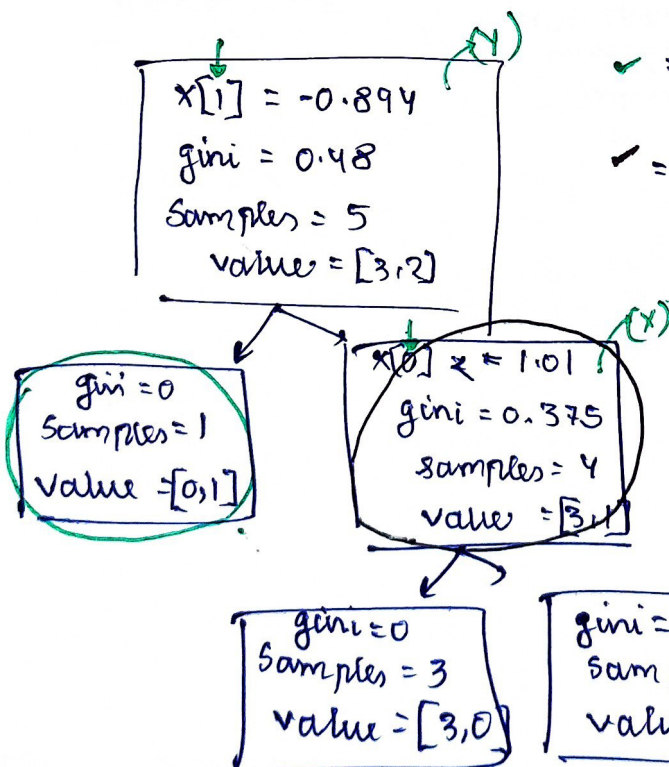 (Y)
x[1] = -0.894
gini = 0.48
Samples = 5
value = [3,2]
=
=
(X)
gini = 0
Samples = 1
value = [0,1]
x[0] = 1.01
gini = 0.375
samples = 4
value = [3,1]
gini = 0
Samples = 3
value = [3,0]
gini =
Sam
valu